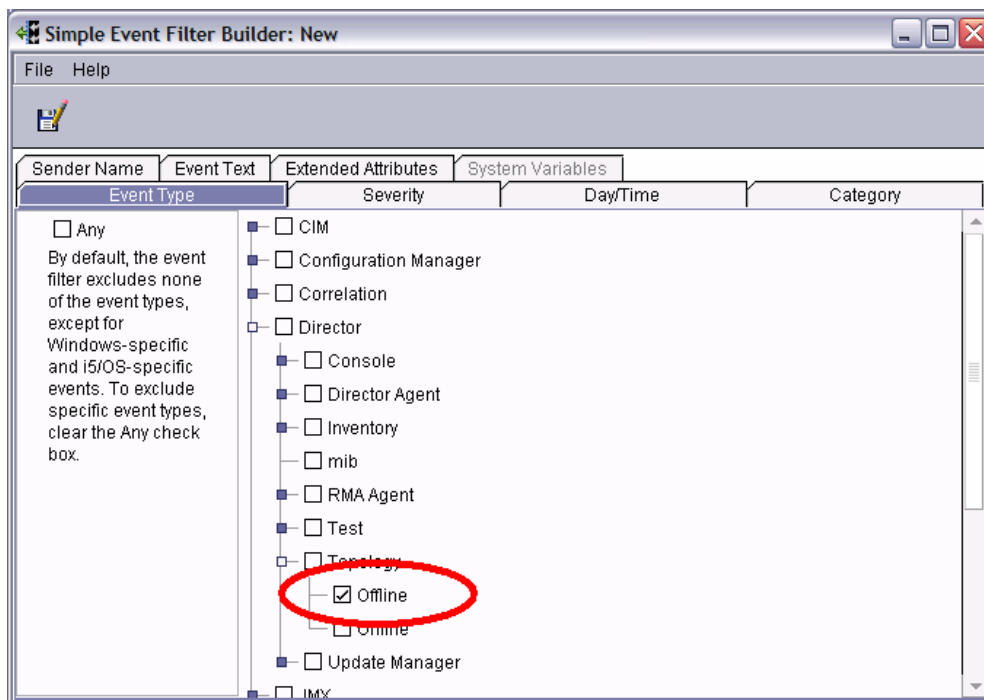 Simple Event Filter Builder: New
File Help
Sender Name Event Text Extended Attributes System Variables
Event Type Severity Day/Time Category
Any
By default, the event
filter excludes none
of the event types,
except for
Windows-specific
and i5/OS-specific
events. To exclude
specific event types,
clear the Any check
box.
CIM
Configuration Manager
Correlation
Director
Console
Director Agent
Inventory
mib
RMA Agent
Test
Topology
Offline
Update Manager